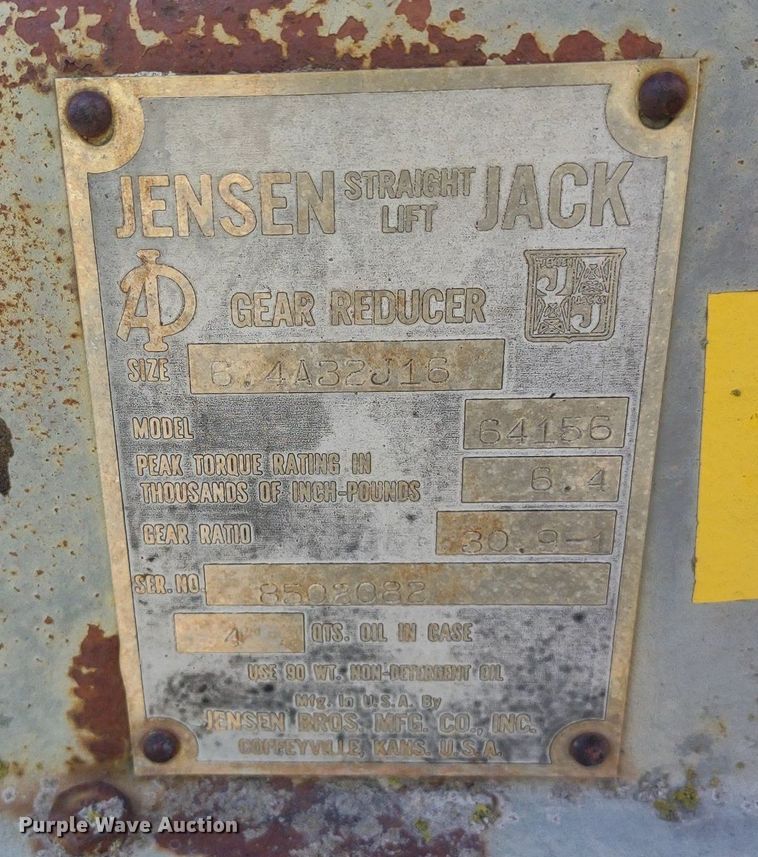 JENSEN STRAIGHT LIFT JACK
GEAR REDUCER
SIZE 6.4A32J16
MODEL 64156
PEAK TORQUE RATING IN
THOUSANDS OF INCH-POUNDS 6.4
GEAR RATIO 30.9-1
SER. NO. 8502082
4 QTS. OIL IN CASE
USE 90 WT. NON-DETERGENT OIL
Mfg. In U.S.A. By
JENSEN BROS. MFG. CO., INC.
COFFEYVILLE, KANS. U.S.A.
Purple Wave Auction